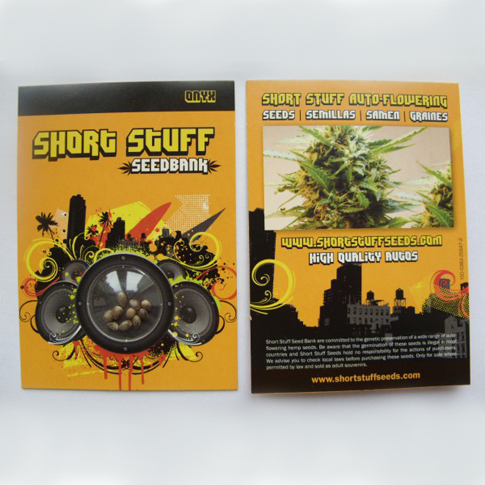 ONYX
SHORT STUFF
SEEDBANK
SHORT STUFF AUTO-FLOWERING
SEEDS | SEMILLAS | SAMEN | GRAINES
WWW.SHORTSTUFFSEEDS.COM
HIGH QUALITY AUTOS
Short Stuff Seed Bank are committed to the genetic preservation of a wide range of auto
flowering hemp seeds. Be aware that the germination of these seeds is illegal in most
countries and Short Stuff Seeds hold no responsibility for the actions of purchasers.
We advise you to check local laws before purchasing these seeds. Only for sale where
permitted by law and sold as adult souvenirs.
www.shortstuffseeds.com